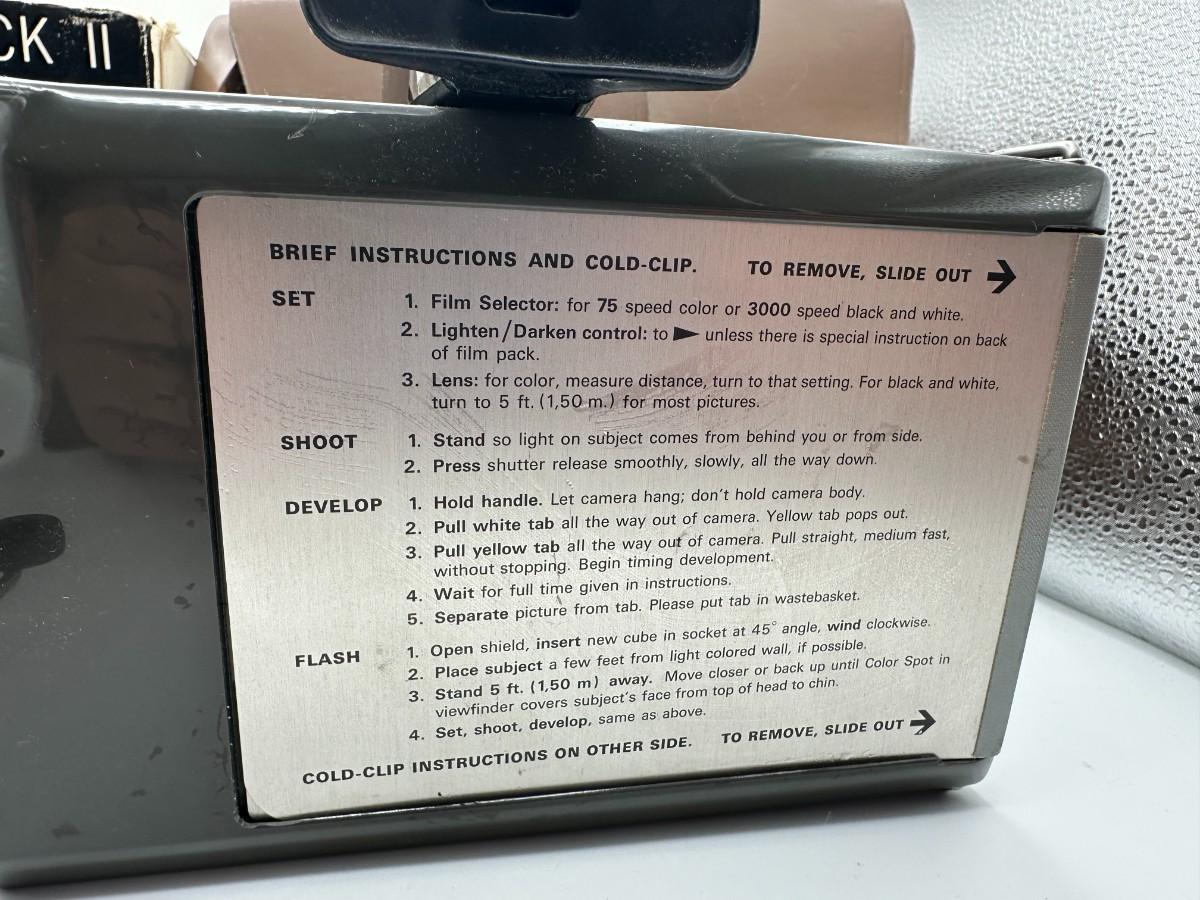 CK II
BRIEF INSTRUCTIONS AND COLD-CLIP. TO REMOVE, SLIDE OUT →
SET 1. Film Selector: for 75 speed color or 3000 speed black and white.
2. Lighten/Darken control: to ► unless there is special instruction on back
of film pack.
3. Lens: for color, measure distance, turn to that setting. For black and white,
turn to 5 ft. (1,50 m.) for most pictures.
SHOOT 1. Stand so light on subject comes from behind you or from side.
2. Press shutter release smoothly, slowly, all the way down.
DEVELOP 1. Hold handle. Let camera hang; don't hold camera body.
2. Pull white tab all the way out of camera. Yellow tab pops out.
3. Pull yellow tab all the way out of camera. Pull straight, medium fast,
without stopping. Begin timing development.
4. Wait for full time given in instructions.
5. Separate picture from tab. Please put tab in wastebasket.
FLASH 1. Open shield, insert new cube in socket at 45° angle, wind clockwise.
2. Place subject a few feet from light colored wall, if possible.
3. Stand 5 ft. (1,50 m) away. Move closer or back up until Color Spot in
viewfinder covers subject's face from top of head to chin.
4. Set, shoot, develop, same as above.
COLD-CLIP INSTRUCTIONS ON OTHER SIDE. TO REMOVE, SLIDE OUT →